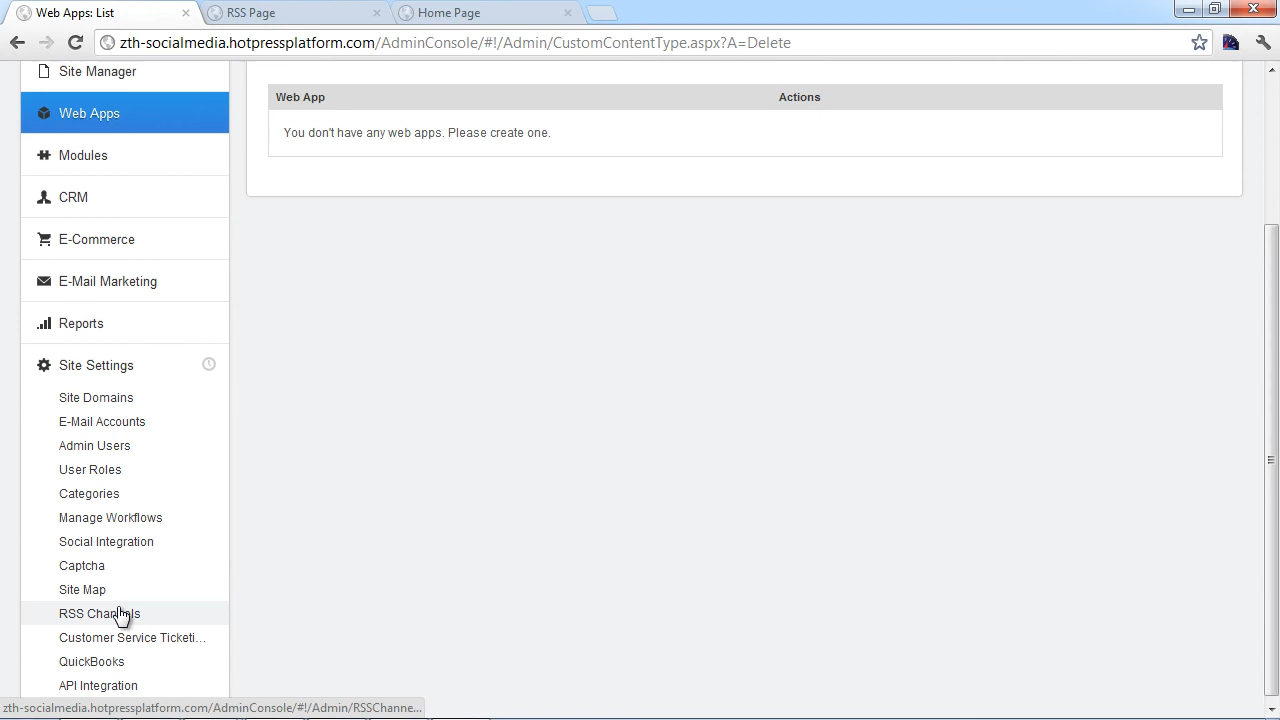 Web Apps: List
RSS Page
Home Page
zth-socialmedia.hotpressplatform.com/AdminConsole/#!/Admin/CustomContentType.aspx?A=Delete
Site Manager
Web Apps
Modules
CRM
E-Commerce
E-Mail Marketing
Reports
Site Settings
Site Domains
E-Mail Accounts
Admin Users
User Roles
Categories
Manage Workflows
Social Integration
Captcha
Site Map
RSS Channels
Customer Service Ticketi...
QuickBooks
API Integration
Web App Actions
You don't have any web apps. Please create one.
zth-socialmedia.hotpressplatform.com/AdminConsole/#!/Admin/RSSChanne...